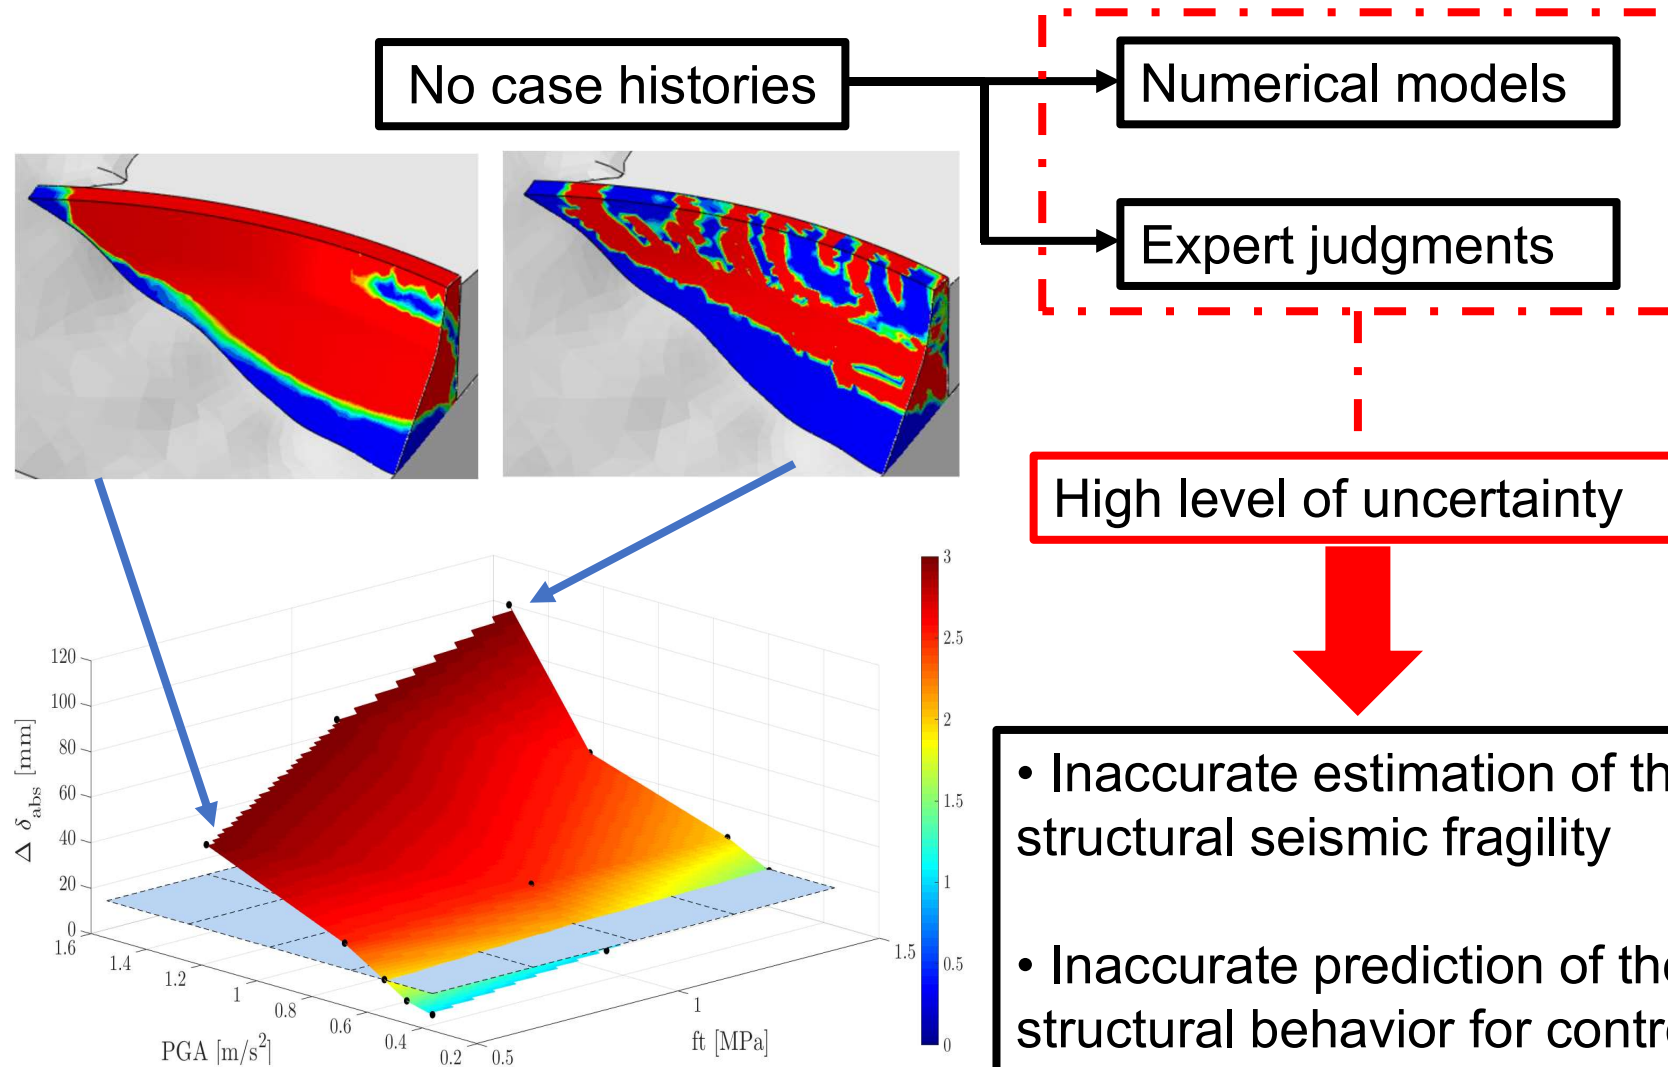 No case histories
Numerical models
Expert judgments
High level of uncertainty
• Inaccurate estimation of th
structural seismic fragility
• Inaccurate prediction of the
structural behavior for contro
Δ δabs [mm]
120
100
80
60
40
20
0
1.6
1.4
1.2
1
0.8
0.6
0.4
0.2
PGA [m/s²]
0.5
1
1.5
ft [MPa]
3
2.5
2
1.5
1
0.5
0